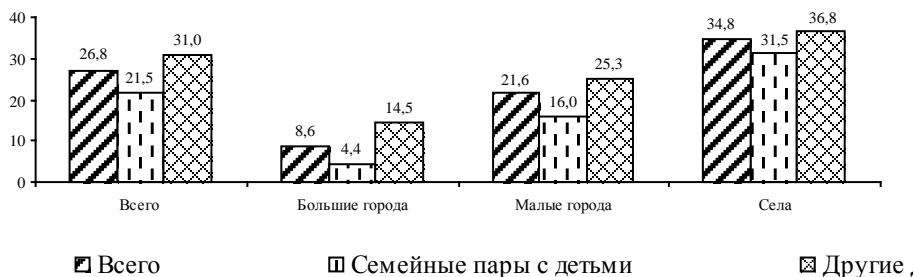 40
30
20
10
0
26,8 21,5 31,0
8,6 4,4 14,5
21,6 16,0 25,3
34,8 31,5 36,8
Всего Большие города Малые города Села
Всего Семейные пары с детьми Другие